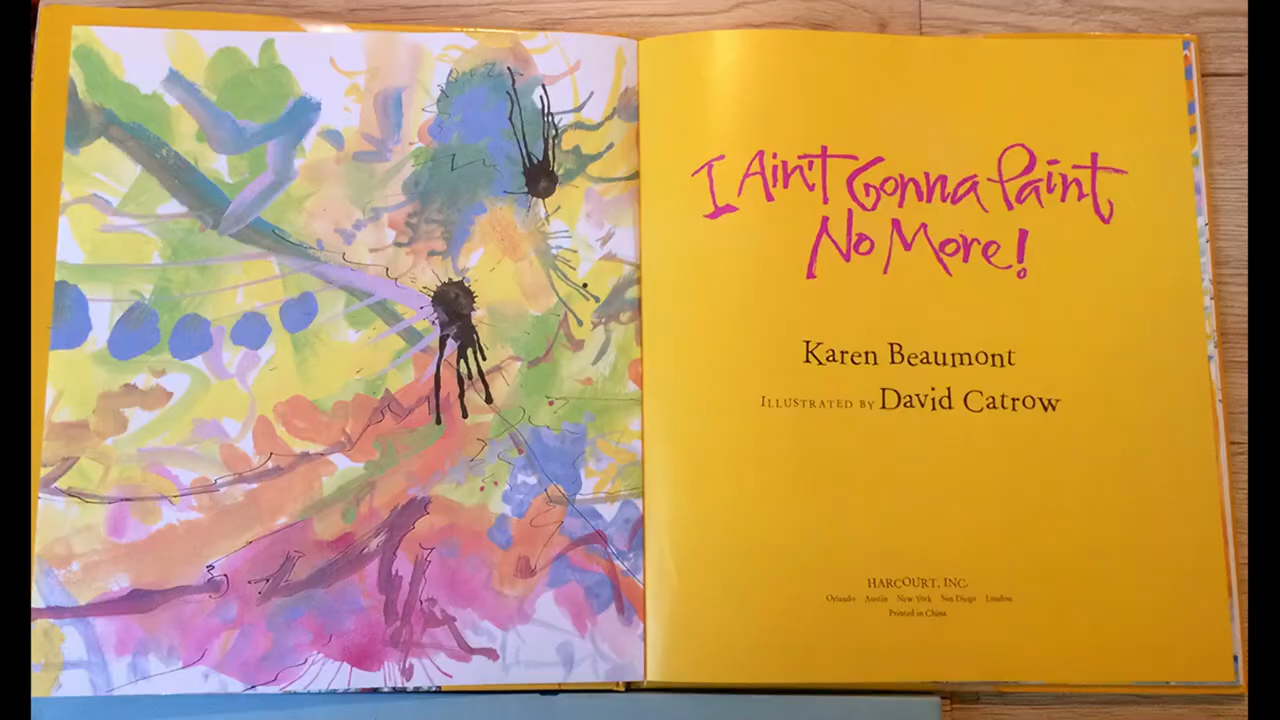 I Ain't Gonna Paint
No More!
Karen Beaumont
ILLUSTRATED BY David Catrow
HARCOURT, INC.
Orlando Austin New York San Diego London
Printed in China